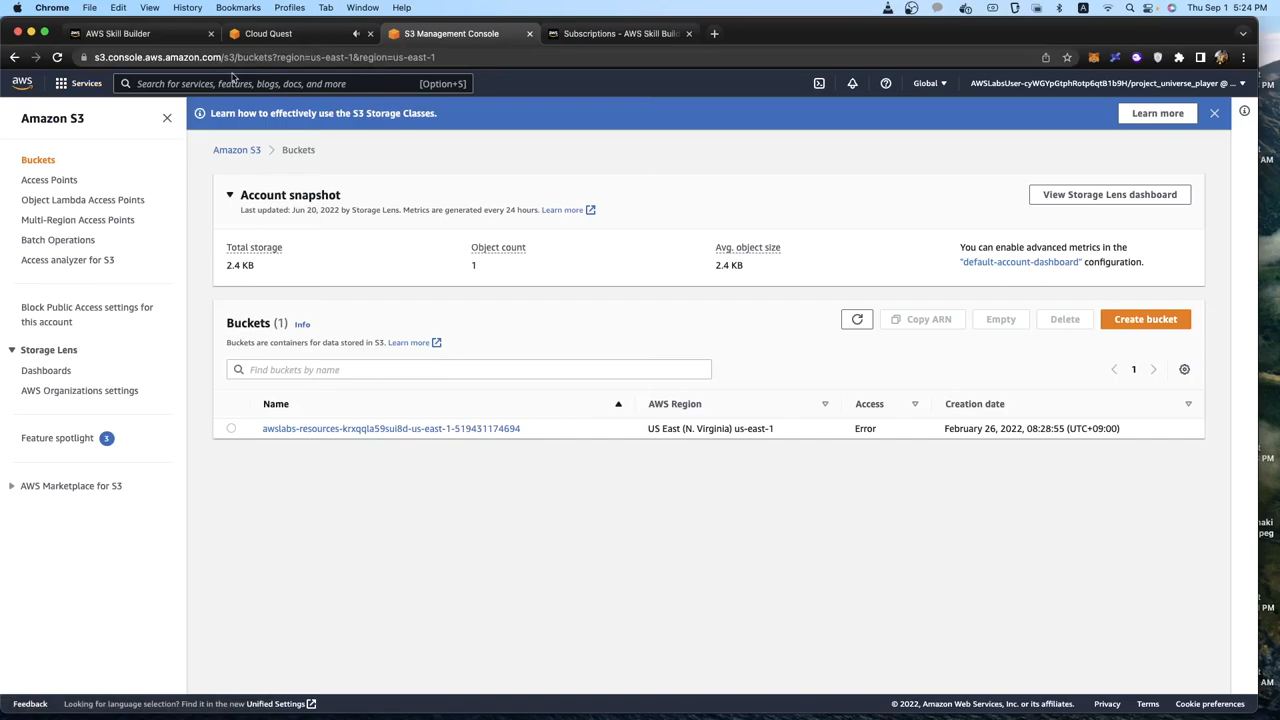 Chrome File Edit View History Bookmarks Profiles Tab Window Help Thu Sep 1 5:24 PM
AWS Skill Builder Cloud Quest S3 Management Console Subscriptions - AWS Skill Buil
s3.console.aws.amazon.com/s3/buckets?region=us-east-1&region=us-east-1
aws Services Search for services, features, blogs, docs, and more [Option+S] Global AWSLabsUser-cyWGYpGtphRotp6qtB1b9H/project_universe_player @ ...
Amazon S3
Learn how to effectively use the S3 Storage Classes. Learn more
Amazon S3 Buckets
Buckets
Access Points
Object Lambda Access Points
Multi-Region Access Points
Batch Operations
Access analyzer for S3
Block Public Access settings for
this account
Storage Lens
Dashboards
AWS Organizations settings
Feature spotlight 3
AWS Marketplace for S3
Account snapshot
Last updated: Jun 20, 2022 by Storage Lens. Metrics are generated every 24 hours. Learn more
View Storage Lens dashboard
Total storage Object count Avg. object size
2.4 KB 1 2.4 KB
You can enable advanced metrics in the
"default-account-dashboard" configuration.
Buckets (1) Info
Copy ARN Empty Delete Create bucket
Buckets are containers for data stored in S3. Learn more
Find buckets by name 1
Name AWS Region Access Creation date
awslabs-resources-krxqqla59sui8d-us-east-1-519431174694 US East (N. Virginia) us-east-1 Error February 26, 2022, 08:28:55 (UTC+09:00)
Feedback Looking for language selection? Find it in the new Unified Settings © 2022, Amazon Web Services, Inc. or its affiliates. Privacy Terms Cookie preferences
PM
AM
PM
naki
peg
PM
AM